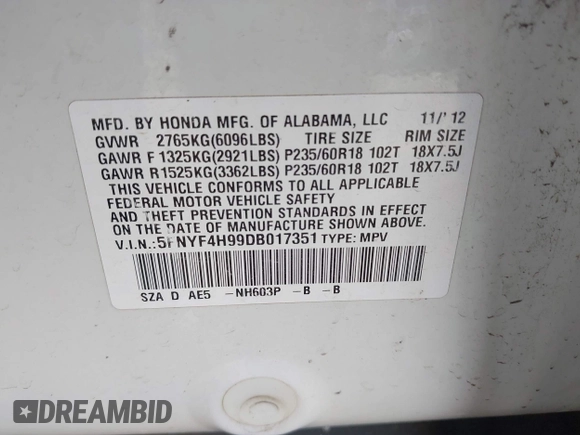 MFD. BY HONDA MFG. OF ALABAMA, LLC 11/'12
GVWR 2765KG(6096LBS) TIRE SIZE RIM SIZE
GAWR F 1325KG(2921LBS) P235/60R18 102T 18X7.5J
GAWR R 1525KG(3362LBS) P235/60R18 102T 18X7.5J
THIS VEHICLE CONFORMS TO ALL APPLICABLE
FEDERAL MOTOR VEHICLE SAFETY
AND THEFT PREVENTION STANDARDS IN EFFECT
ON THE DATE OF MANUFACTURE SHOWN ABOVE.
V.I.N.:5FNYF4H99DB017351 TYPE: MPV
SZA D AE5 -NH603P -B -B
DREAMBID